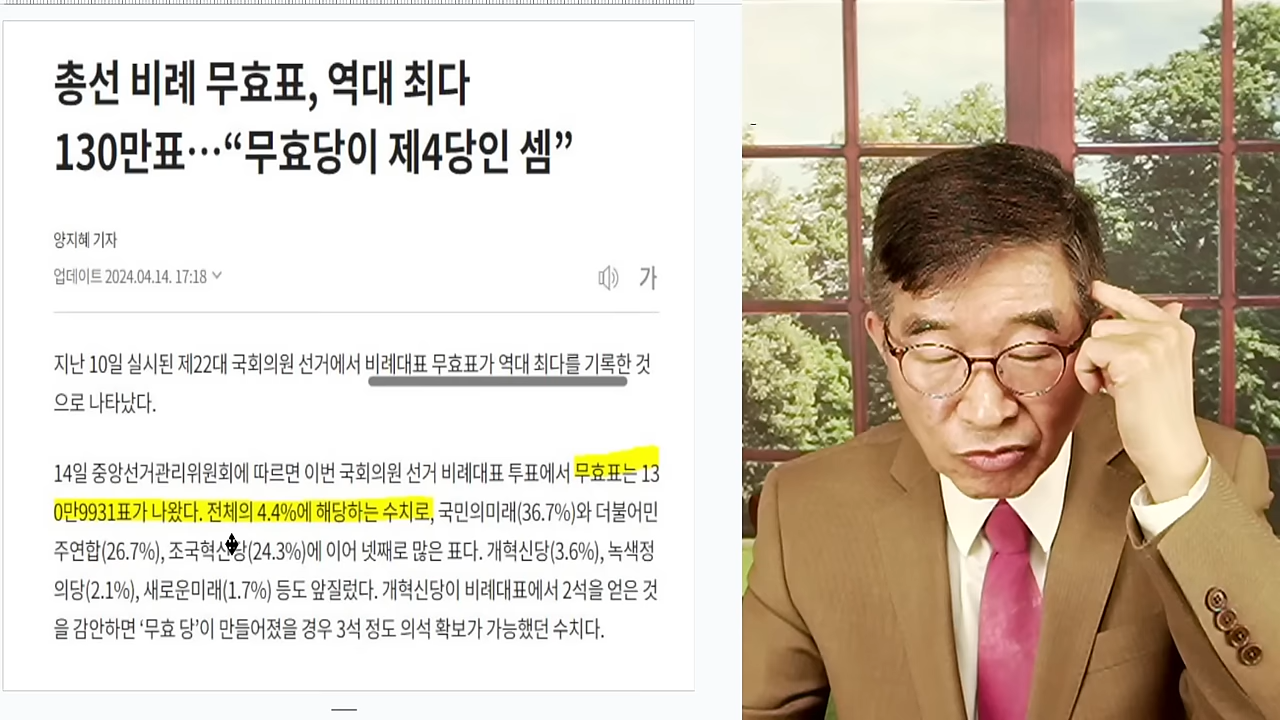 총선 비례 무효표, 역대 최다
130만표…“무효당이 제4당인 셈”
양지혜 기자
업데이트 2024.04.14. 17:18
가
지난 10일 실시된 제22대 국회의원 선거에서 비례대표 무효표가 역대 최다를 기록한 것
으로 나타났다.
14일 중앙선거관리위원회에 따르면 이번 국회의원 선거 비례대표 투표에서 무효표는 13
0만9931표가 나왔다. 전체의 4.4%에 해당하는 수치로, 국민의미래(36.7%)와 더불어민
주연합(26.7%), 조국혁신당(24.3%)에 이어 넷째로 많은 표다. 개혁신당(3.6%), 녹색정
의당(2.1%), 새로운미래(1.7%) 등도 앞질렀다. 개혁신당이 비례대표에서 2석을 얻은 것
을 감안하면 ‘무효 당’이 만들어졌을 경우 3석 정도 의석 확보가 가능했던 수치다.